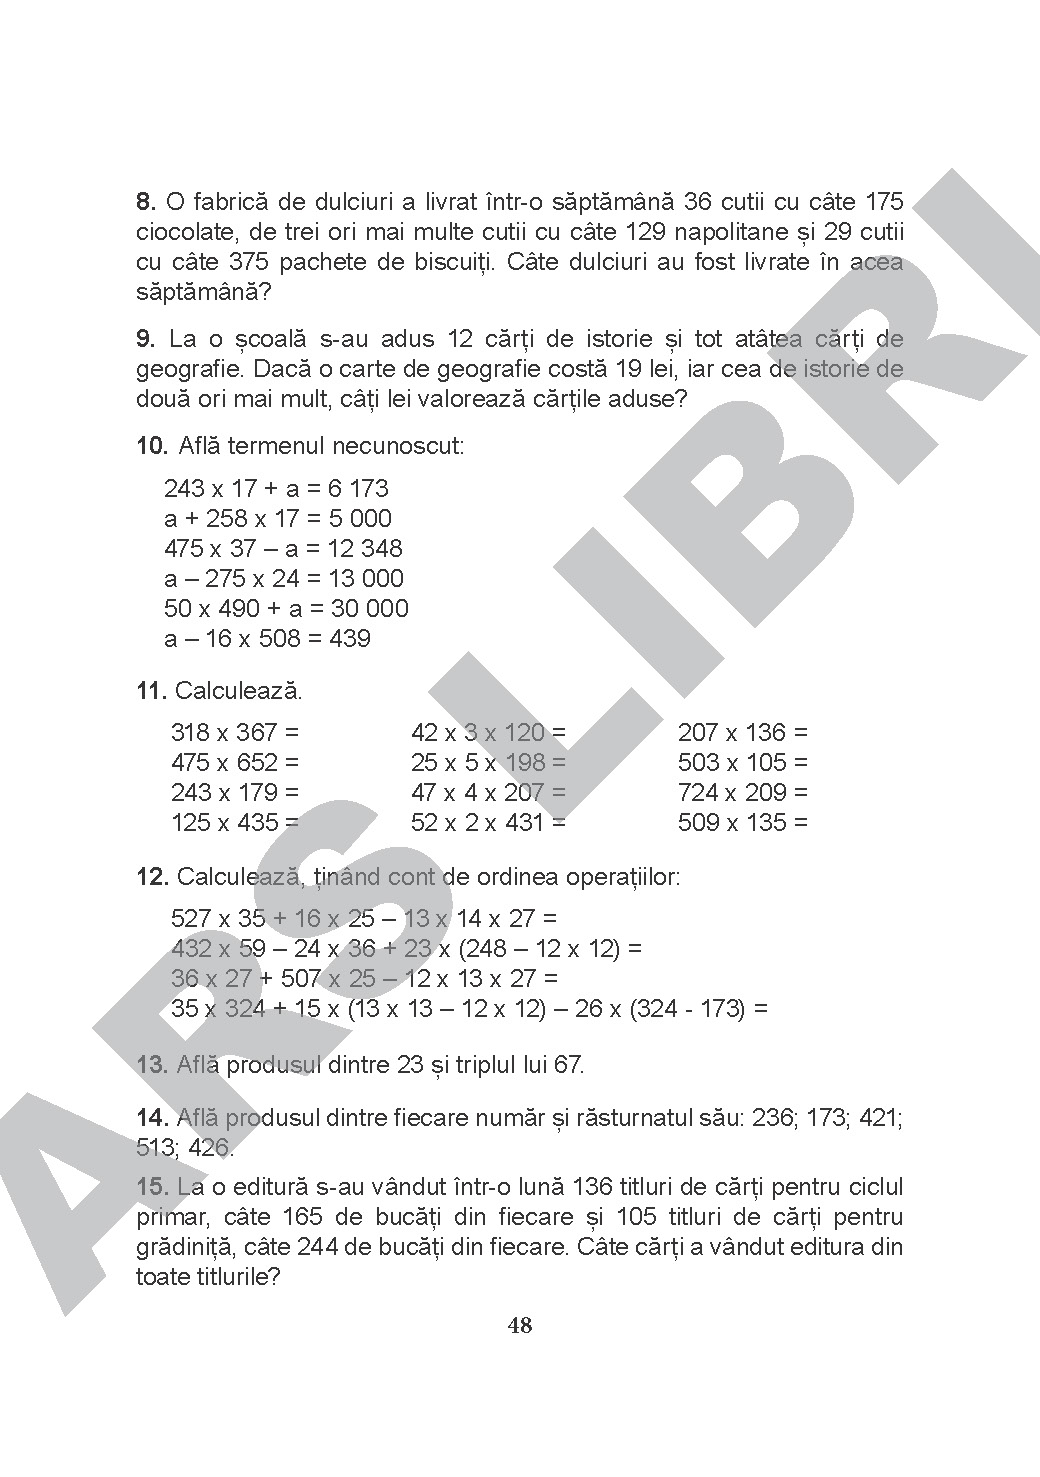 8. O fabrică de dulciuri a livrat într-o săptămână 36 cutii cu câte 175
ciocolate, de trei ori mai multe cutii cu câte 129 napolitane și 29 cutii
cu câte 375 pachete de biscuiți. Câte dulciuri au fost livrate în acea
săptămână?
9. La o școală s-au adus 12 cărți de istorie și tot atâtea cărți de
geografie. Dacă o carte de geografie costă 19 lei, iar cea de istorie de
două ori mai mult, câți lei valorează cărțile aduse?
10. Află termenul necunoscut:
243 x 17 + a = 6 173
a + 258 x 17 = 5 000
475 x 37 – a = 12 348
a – 275 x 24 = 13 000
50 x 490 + a = 30 000
a – 16 x 508 = 439
11. Calculează.
318 x 367 = 42 x 3 x 120 = 207 x 136 =
475 x 652 = 25 x 5 x 198 = 503 x 105 =
243 x 179 = 47 x 4 x 207 = 724 x 209 =
125 x 435 = 52 x 2 x 431 = 509 x 135 =
12. Calculează, ținând cont de ordinea operațiilor:
527 x 35 + 16 x 25 – 13 x 14 x 27 =
432 x 59 – 24 x 36 + 23 x (248 – 12 x 12) =
36 x 27 + 507 x 25 – 12 x 13 x 27 =
35 x 324 + 15 x (13 x 13 – 12 x 12) – 26 x (324 - 173) =
13. Află produsul dintre 23 și triplul lui 67.
14. Află produsul dintre fiecare număr și răsturnatul său: 236; 173; 421;
513; 426.
15. La o editură s-au vândut într-o lună 136 titluri de cărți pentru ciclul
primar, câte 165 de bucăți din fiecare și 105 titluri de cărți pentru
grădiniță, câte 244 de bucăți din fiecare. Câte cărți a vândut editura din
toate titlurile?
48
ARS LIBRI